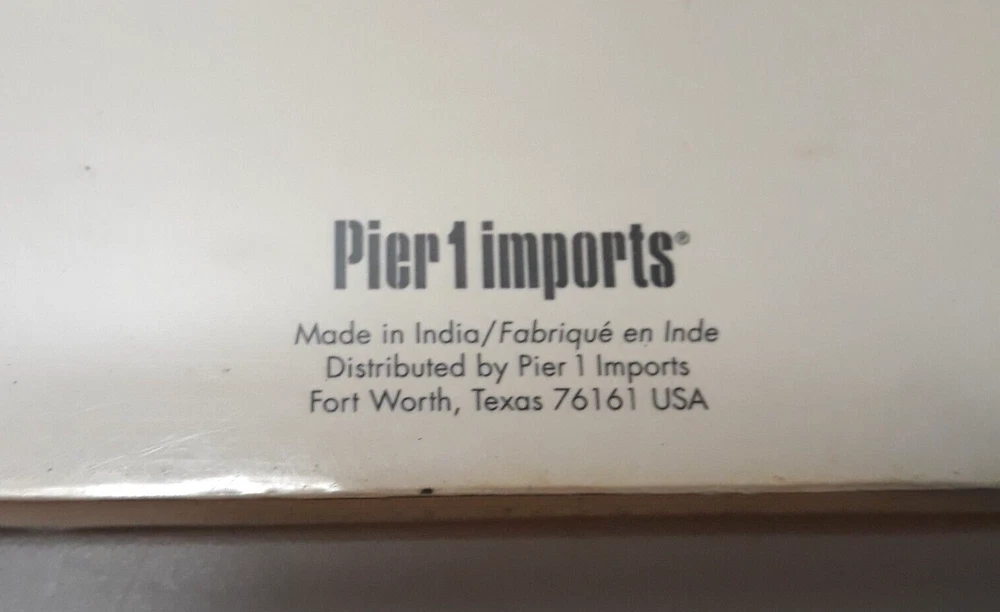 Pier 1 imports®
Made in India/Fabriqué en Inde
Distributed by Pier 1 Imports
Fort Worth, Texas 76161 USA